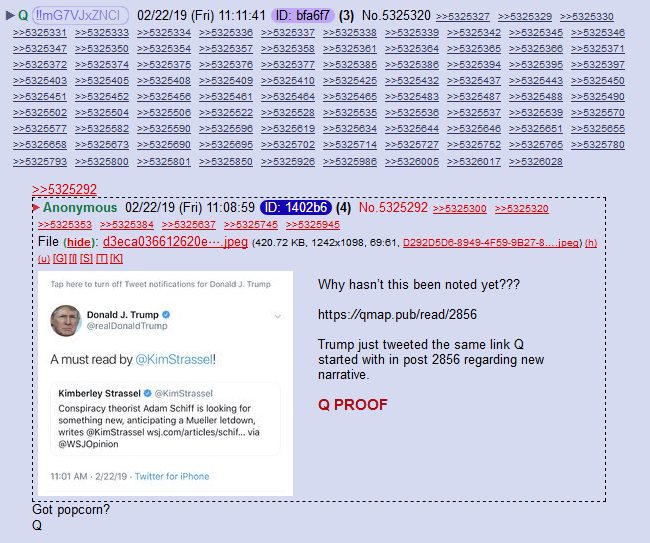 Q !!mG7VJxZNCI 02/22/19 (Fri) 11:11:41 ID: bfa6f7 (3) No.5325320 >>5325327 >>5325329 >>5325330
>>5325331 >>5325333 >>5325334 >>5325336 >>5325337 >>5325338 >>5325339 >>5325342 >>5325345 >>5325346
>>5325347 >>5325350 >>5325354 >>5325356 >>5325357 >>5325358 >>5325361 >>5325364 >>5325365 >>5325366 >>5325371
>>5325372 >>5325374 >>5325375 >>5325376 >>5325377 >>5325385 >>5325386 >>5325394 >>5325395 >>5325397
>>5325403 >>5325405 >>5325408 >>5325409 >>5325410 >>5325425 >>5325432 >>5325437 >>5325443 >>5325450
>>5325451 >>5325452 >>5325456 >>5325461 >>5325464 >>5325465 >>5325483 >>5325487 >>5325488 >>5325490
>>5325502 >>5325504 >>5325506 >>5325522 >>5325528 >>5325535 >>5325536 >>5325537 >>5325539 >>5325570
>>5325577 >>5325582 >>5325590 >>5325596 >>5325619 >>5325634 >>5325644 >>5325646 >>5325651 >>5325655
>>5325658 >>5325673 >>5325690 >>5325695 >>5325702 >>5325714 >>5325727 >>5325752 >>5325765 >>5325780
>>5325793 >>5325800 >>5325801 >>5325850 >>5325926 >>5325986 >>5326005 >>5326017 >>5326028
>>5325292
Anonymous 02/22/19 (Fri) 11:08:59 ID: 1402b6 (4) No.5325292 >>5325300 >>5325320
>>5325353 >>5325384 >>5325637 >>5325745 >>5325945
File (hide): d3eca036612620e⋯.jpeg (420.72 KB, 1242x1098, 69:61, D292D5D6-8949-4F59-9B27-8….jpeg) (h)
(u) [G] [I] [S] [T] [K]
Tap here to turn off Tweet notifications for Donald J. Trump
Donald J. Trump
@realDonaldTrump
A must read by @KimStrassel!
Kimberley Strassel @KimStrassel
Conspiracy theorist Adam Schiff is looking for
something new, anticipating a Mueller letdown,
writes @KimStrassel wsj.com/articles/schif... via
@WSJOpinion
11:01 AM · 2/22/19 · Twitter for iPhone
Why hasn't this been noted yet???
https://qmap.pub/read/2856
Trump just tweeted the same link Q
started with in post 2856 regarding new
narrative.
Q PROOF
Got popcorn?
Q